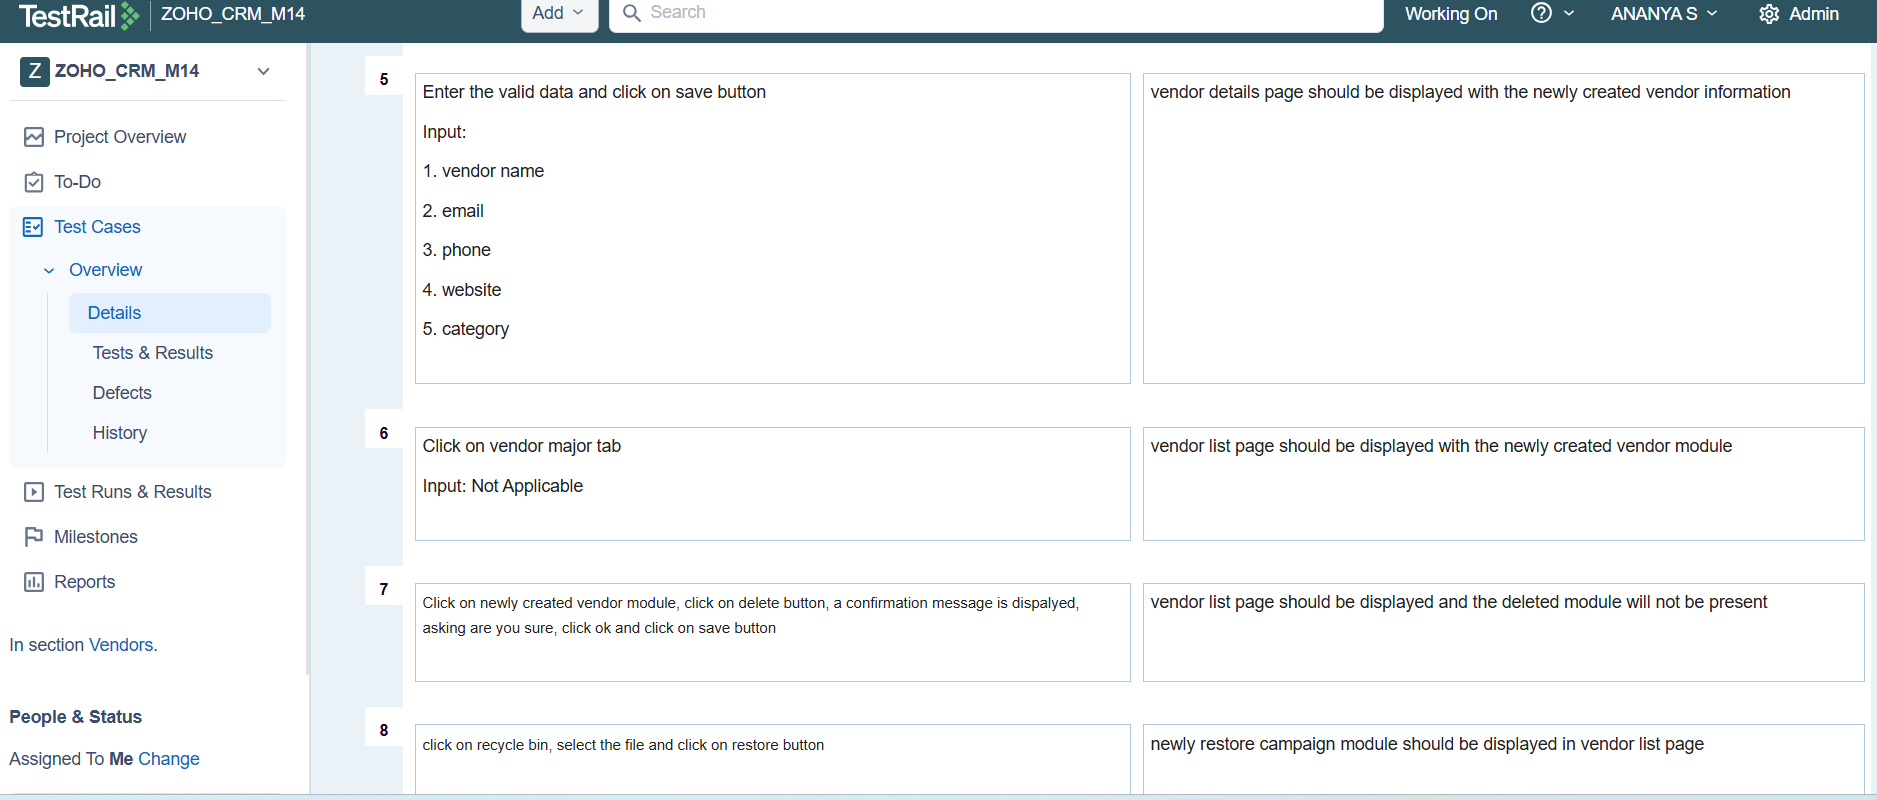 TestRail ZOHO_CRM_M14 Add Search Working On ANANYA S Admin
Z ZOHO_CRM_M14
Project Overview
To-Do
Test Cases
Overview
Details
Tests & Results
Defects
History
Test Runs & Results
Milestones
Reports
In section Vendors.
People & Status
Assigned To Me Change
5
Enter the valid data and click on save button
Input:
1. vendor name
2. email
3. phone
4. website
5. category
vendor details page should be displayed with the newly created vendor information
6
Click on vendor major tab
Input: Not Applicable
vendor list page should be displayed with the newly created vendor module
7
Click on newly created vendor module, click on delete button, a confirmation message is dispalyed,
asking are you sure, click ok and click on save button
vendor list page should be displayed and the deleted module will not be present
8
click on recycle bin, select the file and click on restore button
newly restore campaign module should be displayed in vendor list page